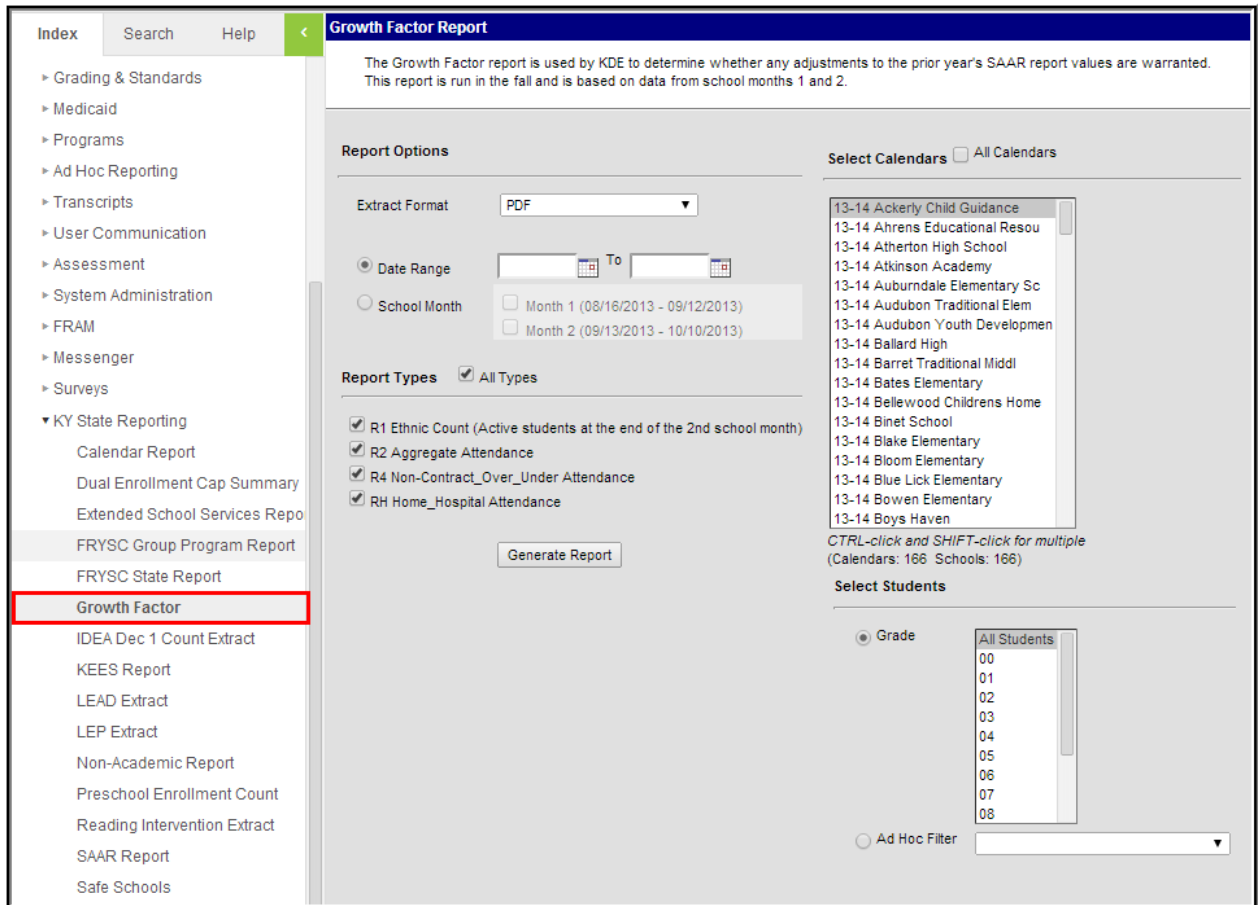 Index Search Help
Grading & Standards
Medicaid
Programs
Ad Hoc Reporting
Transcripts
User Communication
Assessment
System Administration
FRAM
Messenger
Surveys
KY State Reporting
Calendar Report
Dual Enrollment Cap Summary
Extended School Services Repo
FRYSC Group Program Report
FRYSC State Report
Growth Factor
IDEA Dec 1 Count Extract
KEES Report
LEAD Extract
LEP Extract
Non-Academic Report
Preschool Enrollment Count
Reading Intervention Extract
SAAR Report
Safe Schools
Growth Factor Report
The Growth Factor report is used by KDE to determine whether any adjustments to the prior year's SAAR report values are warranted.
This report is run in the fall and is based on data from school months 1 and 2.
Report Options
Extract Format PDF
Date Range To
School Month Month 1 (08/16/2013 - 09/12/2013)
Month 2 (09/13/2013 - 10/10/2013)
Report Types All Types
R1 Ethnic Count (Active students at the end of the 2nd school month)
R2 Aggregate Attendance
R4 Non-Contract_Over_Under Attendance
RH Home_Hospital Attendance
Generate Report
Select Calendars All Calendars
13-14 Ackerly Child Guidance
13-14 Ahrens Educational Resou
13-14 Atherton High School
13-14 Atkinson Academy
13-14 Auburndale Elementary Sc
13-14 Audubon Traditional Elem
13-14 Audubon Youth Developmen
13-14 Ballard High
13-14 Barret Traditional Middl
13-14 Bates Elementary
13-14 Bellewood Childrens Home
13-14 Binet School
13-14 Blake Elementary
13-14 Bloom Elementary
13-14 Blue Lick Elementary
13-14 Bowen Elementary
13-14 Boys Haven
CTRL-click and SHIFT-click for multiple
(Calendars: 166 Schools: 166)
Select Students
Grade All Students
00
01
02
03
04
05
06
07
08
Ad Hoc Filter